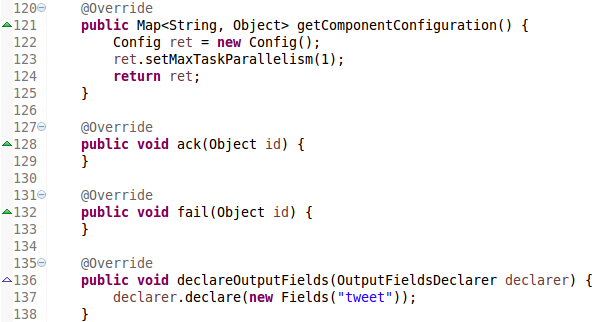 120 @Override
121 public Map<String, Object> getComponentConfiguration() {
122 Config ret = new Config();
123 ret.setMaxTaskParallelism(1);
124 return ret;
125 }
126
127 @Override
128 public void ack(Object id) {
129 }
130
131 @Override
132 public void fail(Object id) {
133 }
134
135 @Override
136 public void declareOutputFields(OutputFieldsDeclarer declarer) {
137 declarer.declare(new Fields("tweet"));
138 }